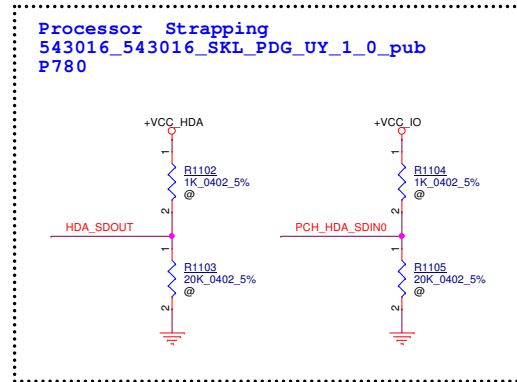 Processor Strapping
543016_543016_SKL_PDG_UY_1_0_pub
P780
+VCC_HDA
+VCC_IO
1
1
R1102
1K_0402_5%
@
R1104
1K_0402_5%
@
2
2
HDA_SDOUT
PCH_HDA_SDIN0
1
1
R1103
20K_0402_5%
@
R1105
20K_0402_5%
@
2
2